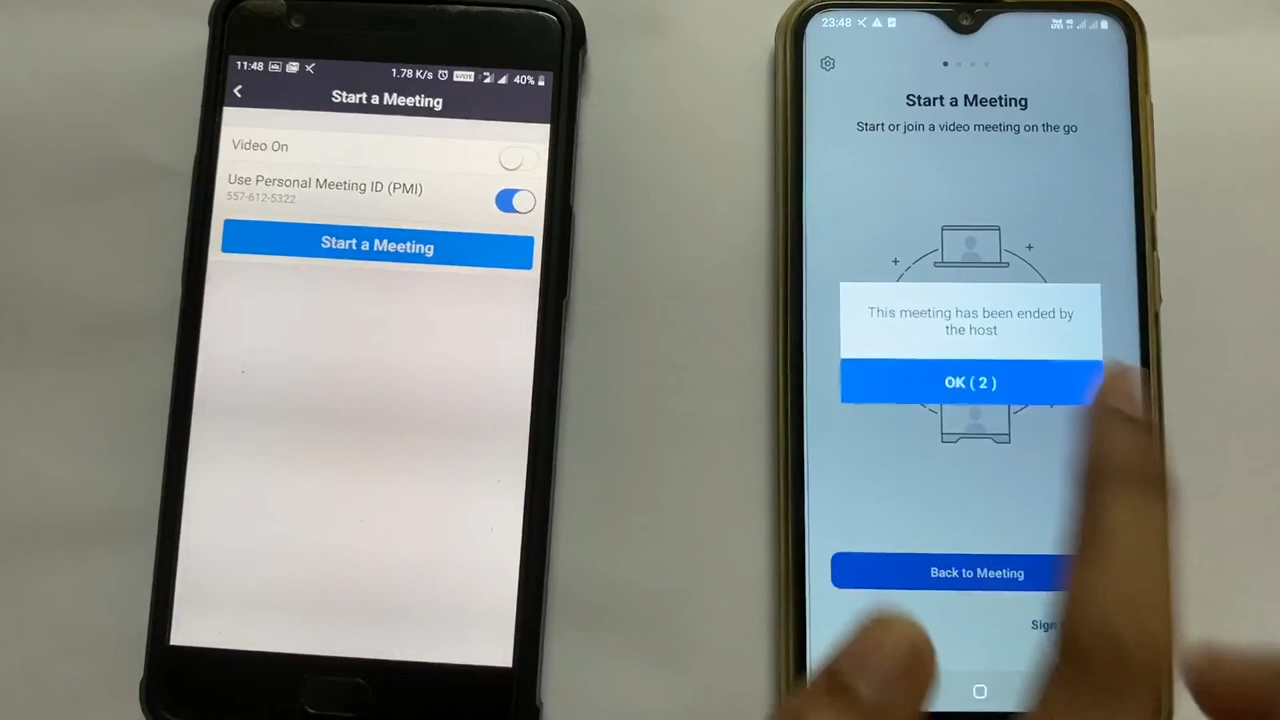 11:48
1.78 K/s
40%
Start a Meeting
Video On
Use Personal Meeting ID (PMI)
557-612-5322
Start a Meeting
23:48
Start a Meeting
Start or join a video meeting on the go
This meeting has been ended by
the host
OK ( 2 )
Back to Meeting
Sign